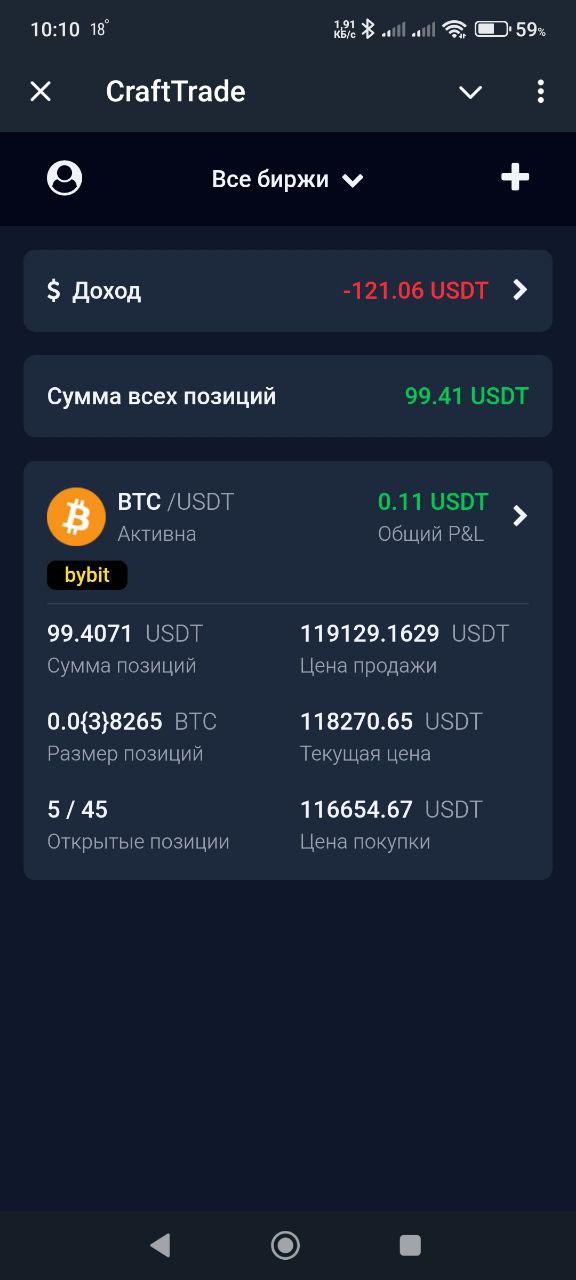 10:10 18°
1,91 КБ/с 59%
CraftTrade
Все биржи
$ Доход -121.06 USDT
Сумма всех позиций 99.41 USDT
BTC /USDT 0.11 USDT
Активна Общий P&L
bybit
99.4071 USDT 119129.1629 USDT
Сумма позиций Цена продажи
0.0{3}8265 BTC 118270.65 USDT
Размер позиций Текущая цена
5 / 45 116654.67 USDT
Открытые позиции Цена покупки